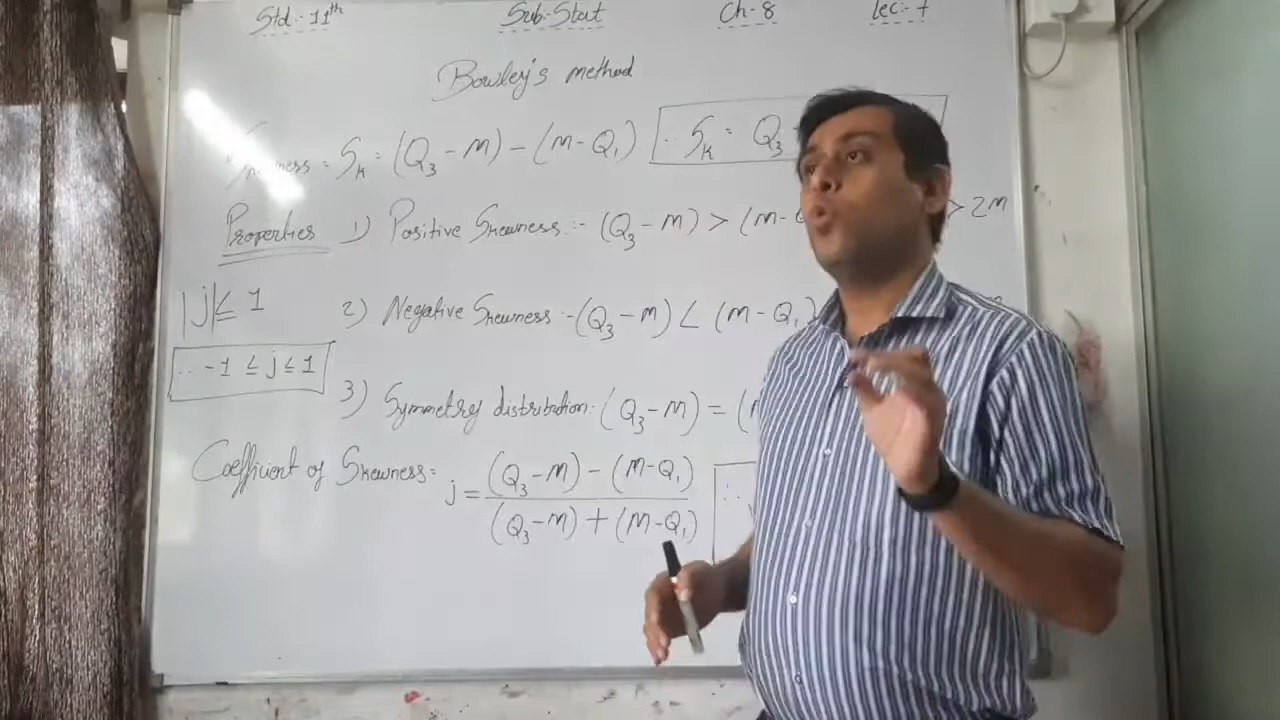 Std:- 11th Sub:- Stat Ch-8 Lec:- 7
Bowley's method
Skewness = Sk = (Q3 - M) - (M - Q1) ∴ Sk = Q3
Properties 1) Positive Skewness :- (Q3 - M) > (M - > 2M
|j| ≤ 1
2) Negative Skewness :- (Q3 - M) < (M - Q1)
∴ -1 ≤ j ≤ 1
3) Symmetry distribution: (Q3 - M) = (
Coefficient of Skewness = j = (Q3 - M) - (M - Q1) ∴
(Q3 - M) + (M - Q1)